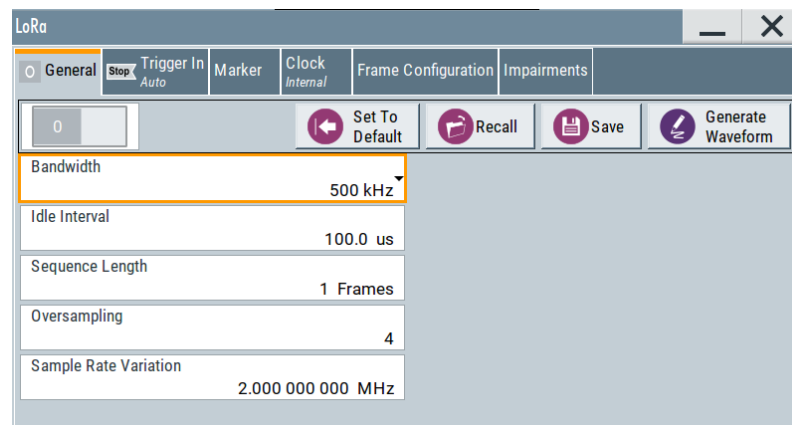 LoRa
0 General
Stop
Trigger In
Auto
Marker
Clock
Internal
Frame Configuration
Impairments
0
Set To
Default
Recall
Save
Generate
Waveform
Bandwidth
500 kHz
Idle Interval
100.0 us
Sequence Length
1 Frames
Oversampling
4
Sample Rate Variation
2.000 000 000 MHz